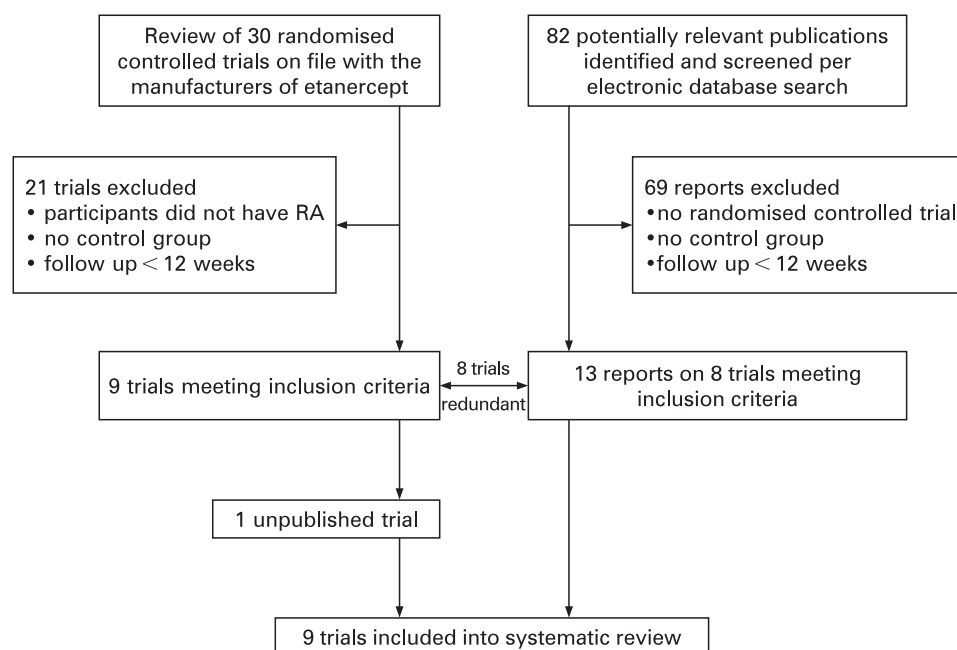 Review of 30 randomised
controlled trials on file with the
manufacturers of etanercept
82 potentially relevant publications
identified and screened per
electronic database search
21 trials excluded
• participants did not have RA
• no control group
• follow up < 12 weeks
69 reports excluded
•no randomised controlled trial
•no control group
•follow up < 12 weeks
9 trials meeting inclusion criteria
8 trials
redundant
13 reports on 8 trials meeting
inclusion criteria
1 unpublished trial
9 trials included into systematic review